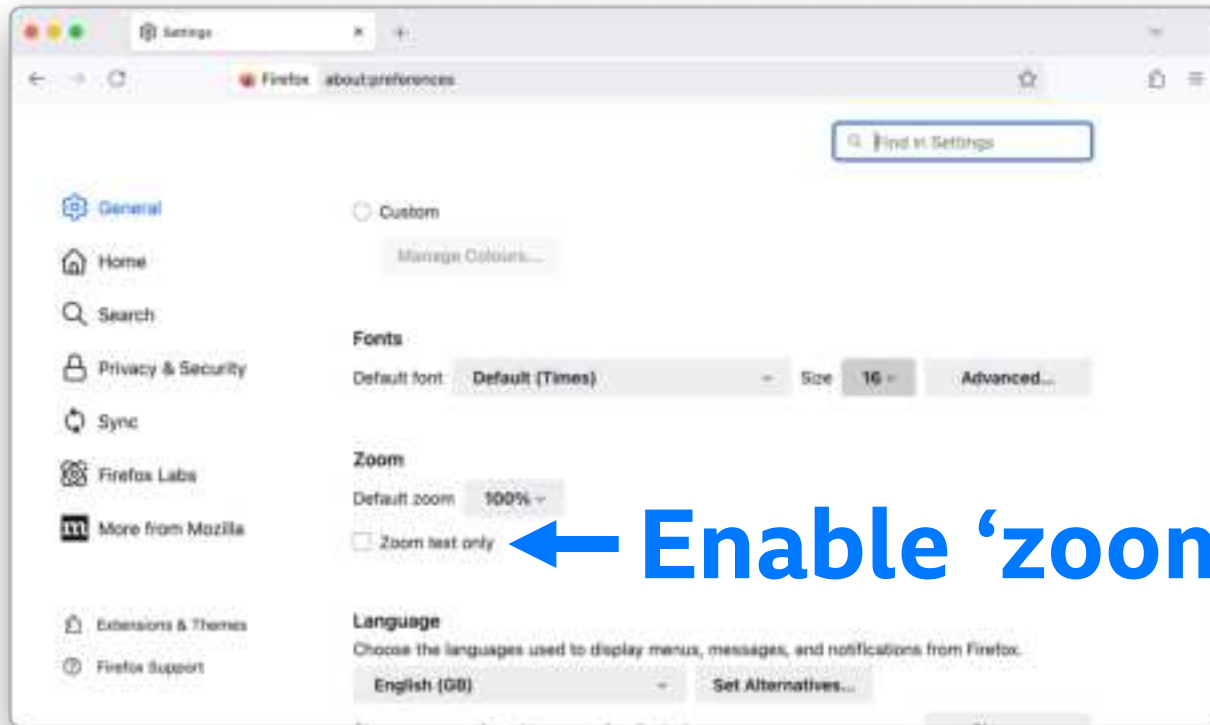 Settings
Firefox about:preferences
Find in Settings
General
Home
Search
Privacy & Security
Sync
Firefox Labs
More from Mozilla
Extensions & Themes
Firefox Support
Custom
Manage Colours...
Fonts
Default font Default (Times) Size 16 Advanced...
Zoom
Default zoom 100%
Zoom text only
Enable ‘zoom
Language
Choose the languages used to display menus, messages, and notifications from Firefox.
English (GB) Set Alternatives...